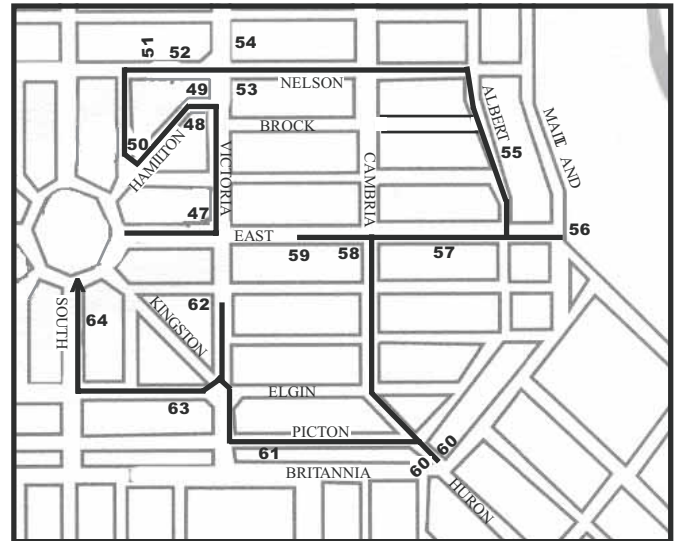 51
52
54
NELSON
49
53
ALBERT
MAIT AND
50
48
HAMILTON
BROCK
55
VICTORIA
CAMBRIA
47
EAST
56
59
58
57
SOUTH
64
KINGSTON
62
ELGIN
63
PICTON
61
60
60
BRITANNIA
HURON